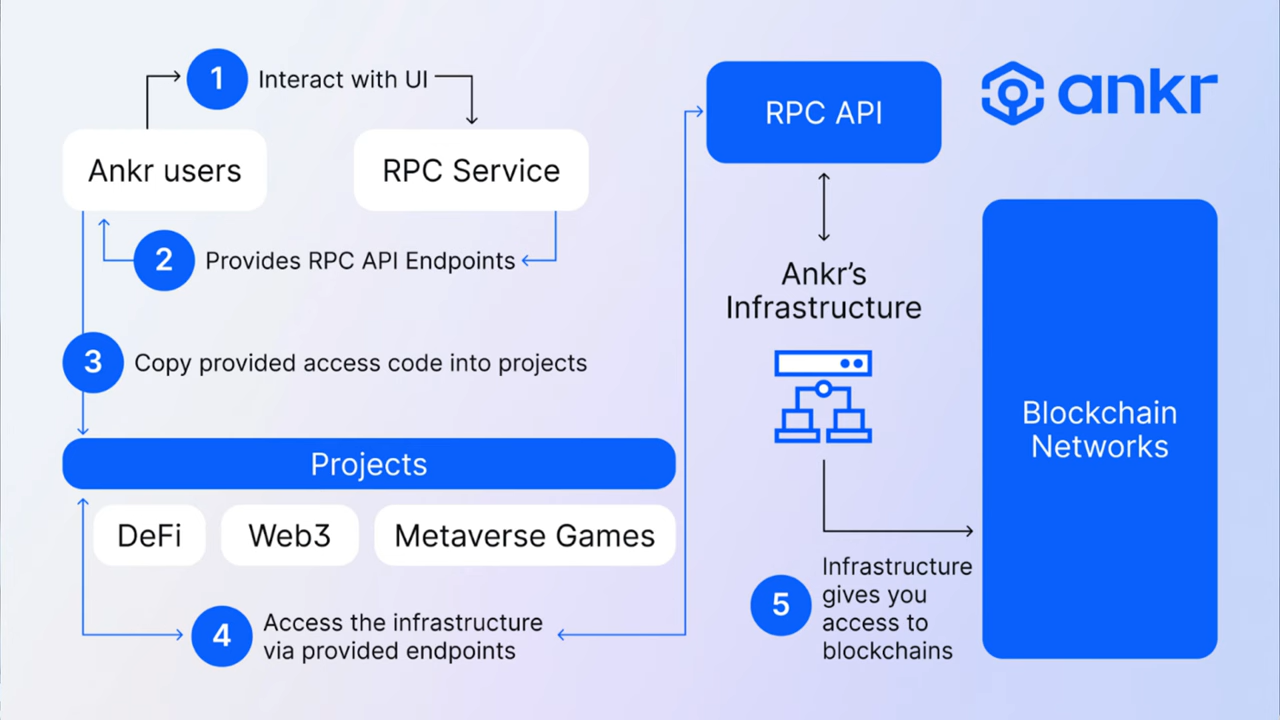 1
Interact with UI
Ankr users
RPC Service
2
Provides RPC API Endpoints
3
Copy provided access code into projects
Projects
DeFi
Web3
Metaverse Games
4
Access the infrastructure
via provided endpoints
RPC API
ankr
Ankr’s
Infrastructure
5
Infrastructure
gives you
access to
blockchains
Blockchain
Networks